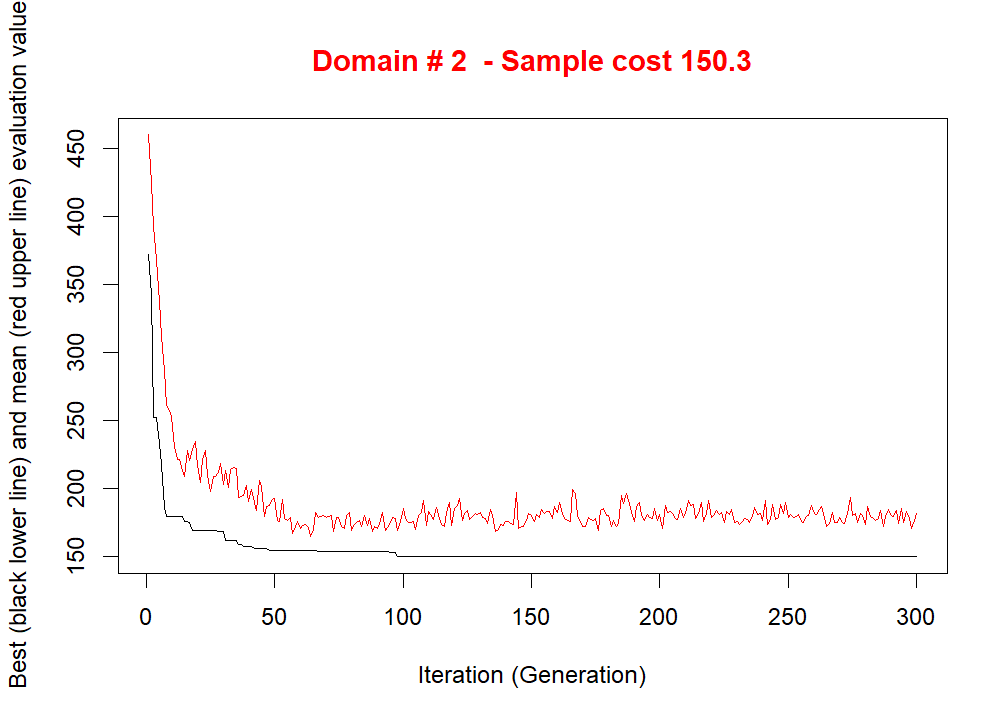 Domain # 2  - Sample cost 150.3
Best (black lower line) and mean (red upper line) evaluation value
450
400
350
300
250
200
150
0 50 100 150 200 250 300
Iteration (Generation)